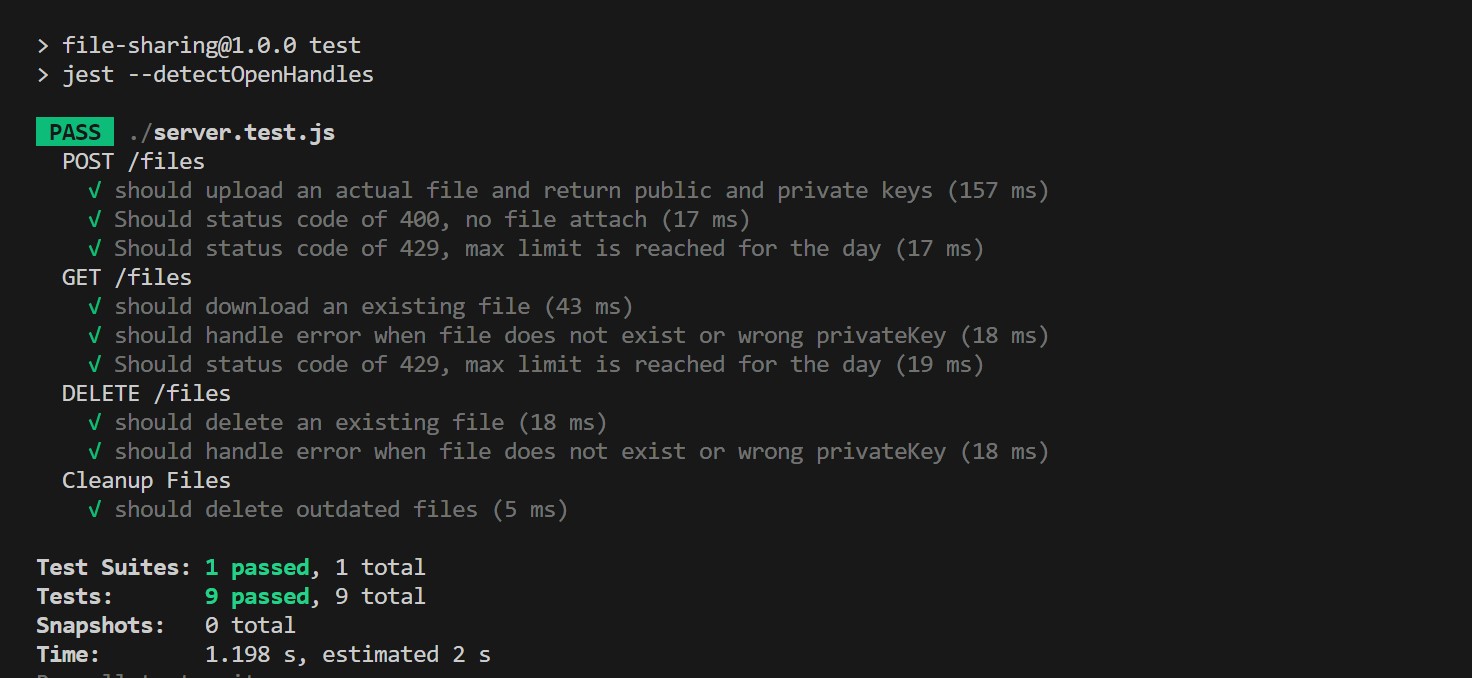 > file-sharing@1.0.0 test
> jest --detectOpenHandles
PASS ./server.test.js
POST /files
√ should upload an actual file and return public and private keys (157 ms)
√ Should status code of 400, no file attach (17 ms)
√ Should status code of 429, max limit is reached for the day (17 ms)
GET /files
√ should download an existing file (43 ms)
√ should handle error when file does not exist or wrong privateKey (18 ms)
√ Should status code of 429, max limit is reached for the day (19 ms)
DELETE /files
√ should delete an existing file (18 ms)
√ should handle error when file does not exist or wrong privateKey (18 ms)
Cleanup Files
√ should delete outdated files (5 ms)
Test Suites: 1 passed, 1 total
Tests: 9 passed, 9 total
Snapshots: 0 total
Time: 1.198 s, estimated 2 s